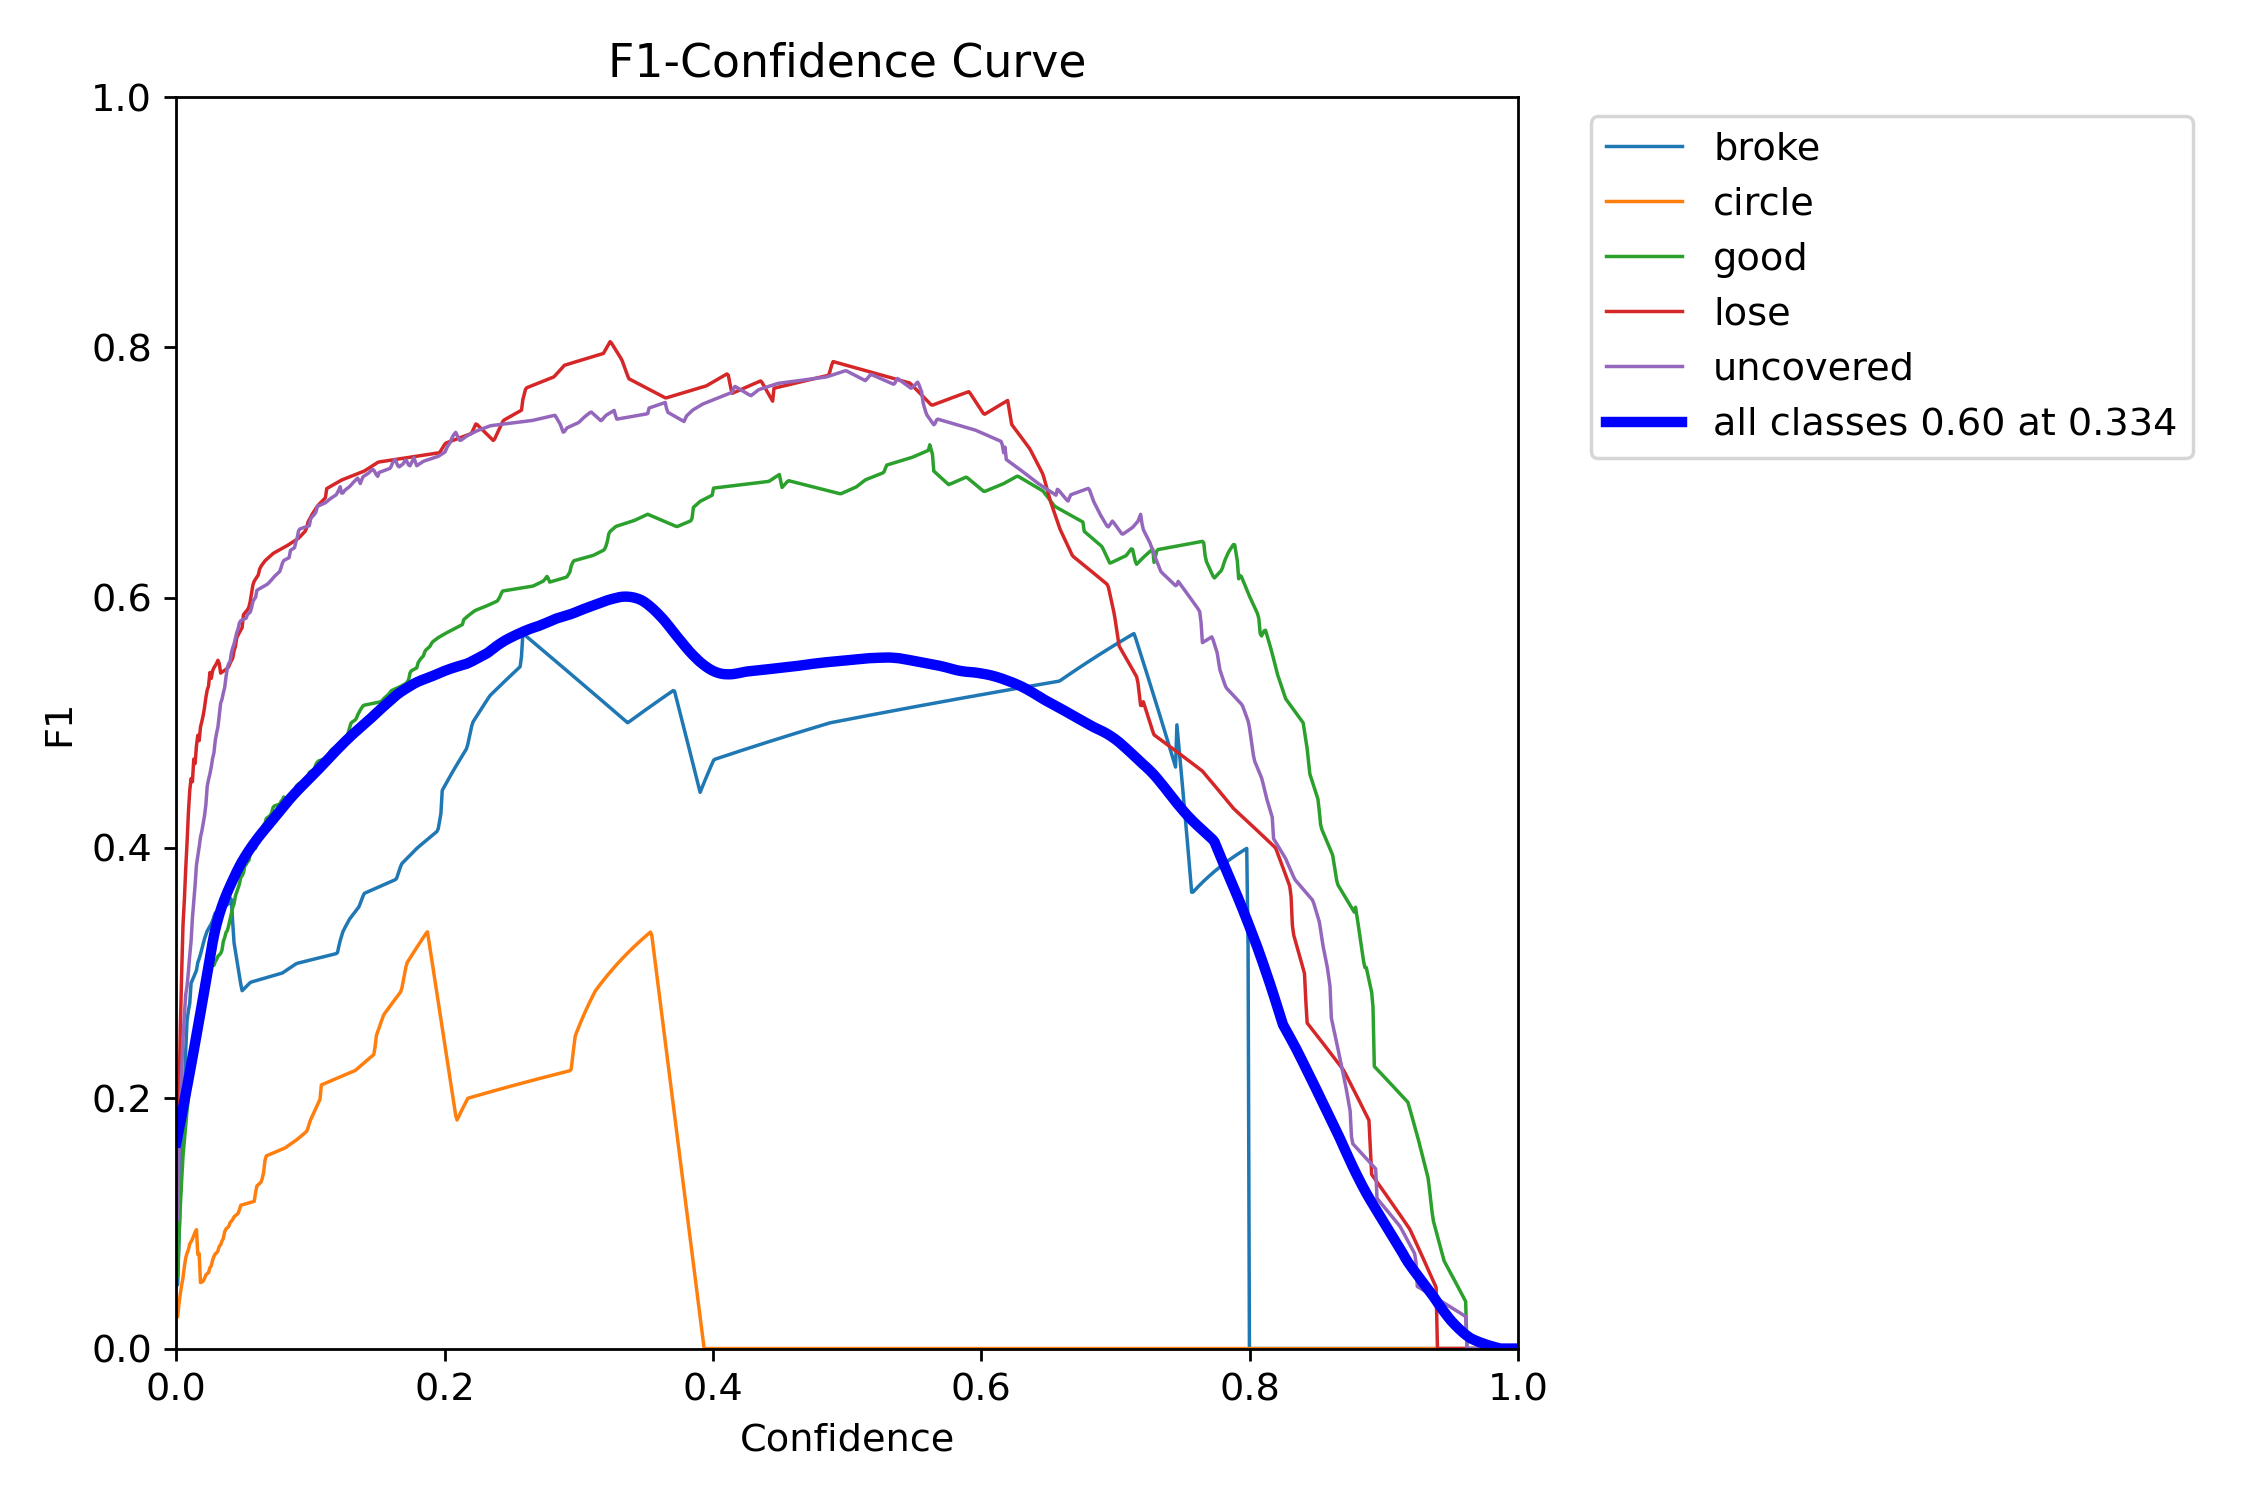 F1-Confidence Curve
1.0
0.8
0.6
0.4
0.2
0.0
F1
0.0 0.2 0.4 0.6 0.8 1.0
Confidence
broke
circle
good
lose
uncovered
all classes 0.60 at 0.334